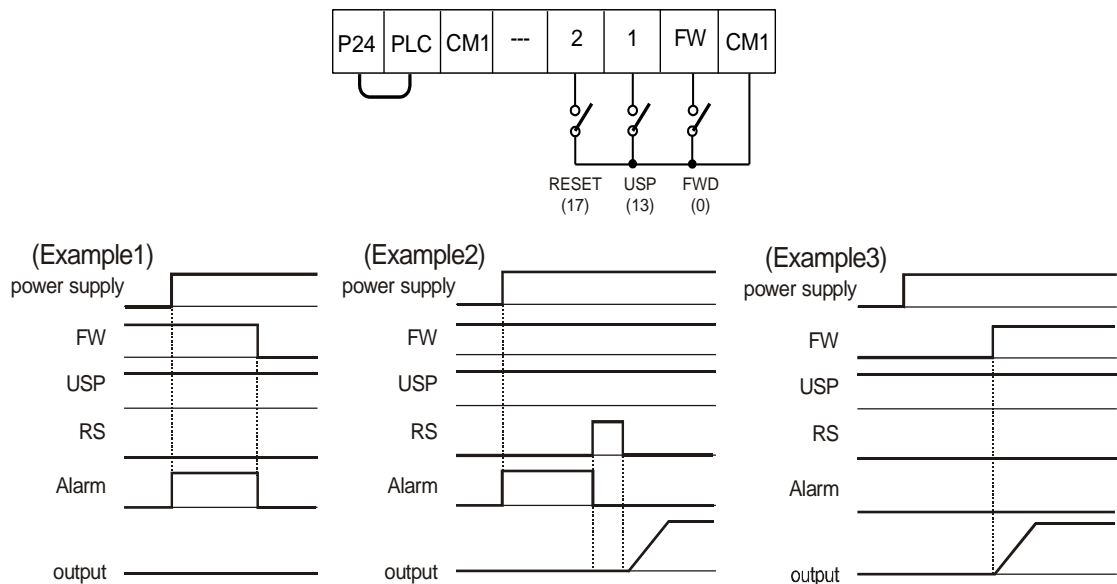 P24 PLC CM1 --- 2 1 FW CM1
RESET USP FWD
(17) (13) (0)
(Example1)
power supply
FW
USP
RS
Alarm
output
(Example2)
power supply
FW
USP
RS
Alarm
output
(Example3)
power supply
FW
USP
RS
Alarm
output